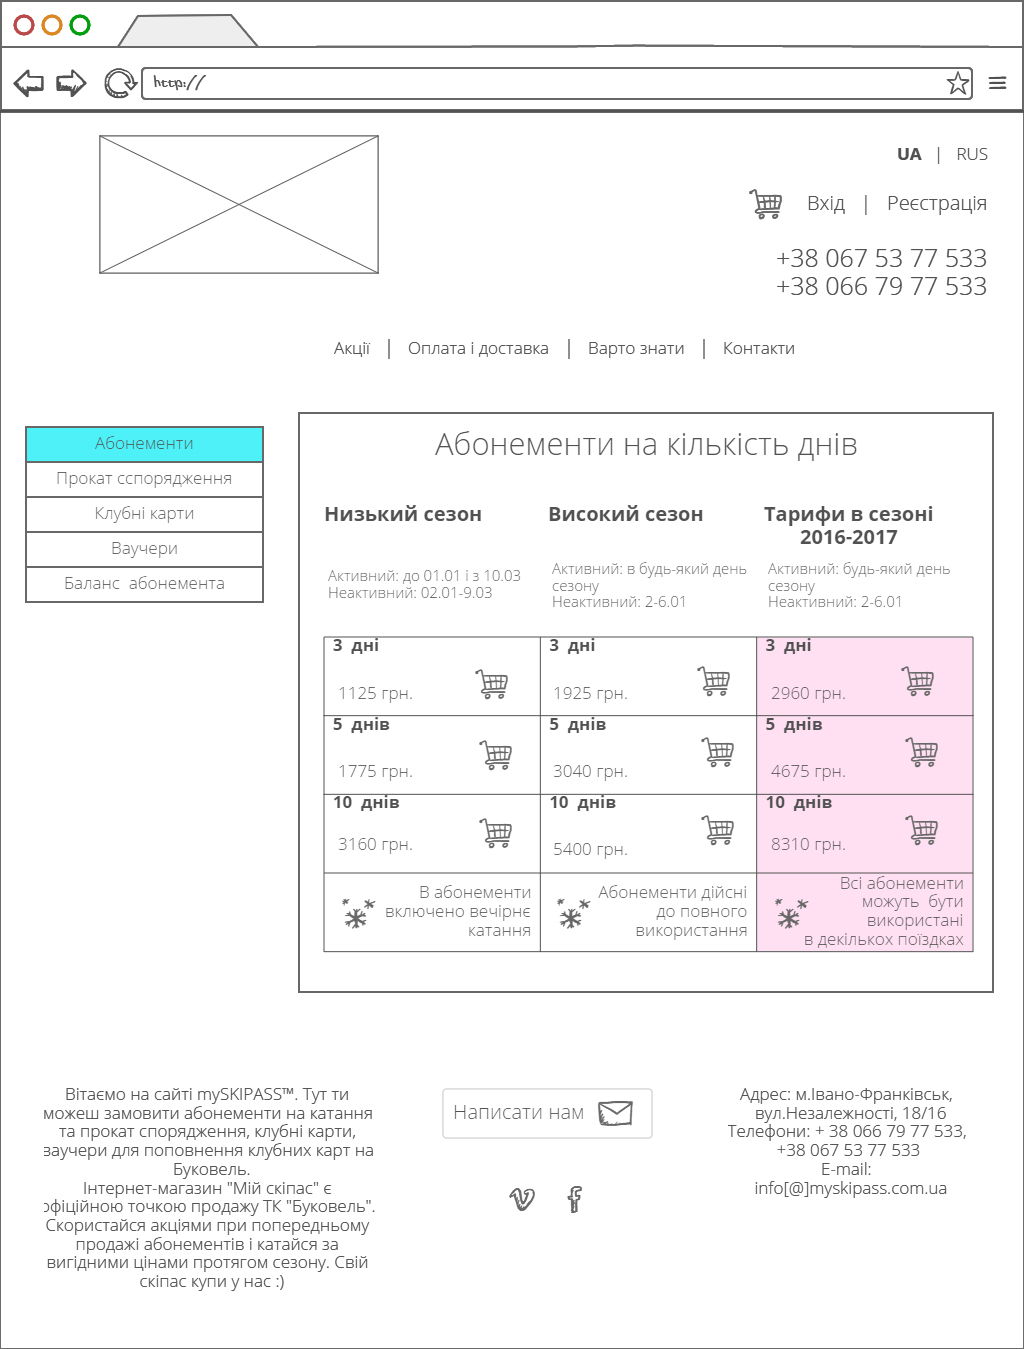 http://
UA | RUS
Вхід | Реєстрація
+38 067 53 77 533
+38 066 79 77 533
Акції | Оплата і доставка | Варто знати | Контакти
Абонементи
Прокат сспорядження
Клубні карти
Ваучери
Баланс абонемента
Абонементи на кількість днів
Низький сезон
Високий сезон
Тарифи в сезоні
2016-2017
Активний: до 01.01 і з 10.03
Неактивний: 02.01-9.03
Активний: в будь-який день
сезону
Неактивний: 2-6.01
Активний: будь-який день
сезону
Неактивний: 2-6.01
3 дні
1125 грн.
3 дні
1925 грн.
3 дні
2960 грн.
5 днів
1775 грн.
5 днів
3040 грн.
5 днів
4675 грн.
10 днів
3160 грн.
10 днів
5400 грн.
10 днів
8310 грн.
В абонементи
включено вечірнє
катання
Абонементи дійсні
до повного
використання
Всі абонементи
можуть бути
використані
в декількох поїздках
Вітаємо на сайті mySKIPASS™. Тут ти
можеш замовити абонементи на катання
та прокат спорядження, клубні карти,
ваучери для поповнення клубних карт на
Буковель.
Інтернет-магазин "Мій скіпас" є
офіційною точкою продажу ТК "Буковель".
Скористайся акціями при попередньому
продажі абонементів і катайся за
вигідними цінами протягом сезону. Свій
скіпас купи у нас :)
Написати нам
Адрес: м.Івано-Франківськ,
вул.Незалежності, 18/16
Телефони: + 38 066 79 77 533,
+38 067 53 77 533
E-mail:
info[@]myskipass.com.ua